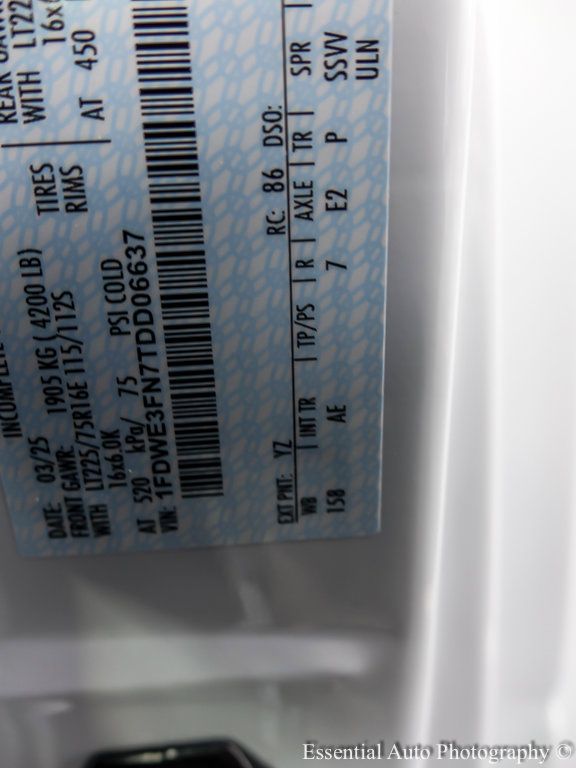 INCOMPLETE
DATE: 03/25
FRONT GAWR: 1905 KG ( 4200 LB)
WITH LT225/75R16E 115/112S TIRES
16x6.0K RIMS
AT 520 kPa/ 75 PSI COLD
REAR GAWR
WITH LT22
16x6
AT 450
VIN: 1FDWE3FN7TDD06637
EXT PNT: YZ RC: 86 DSO:
WB INT TR TP/PS R AXLE TR SPR
158 AE 7 E2 P SSVV
ULN
Essential Auto Photography ©